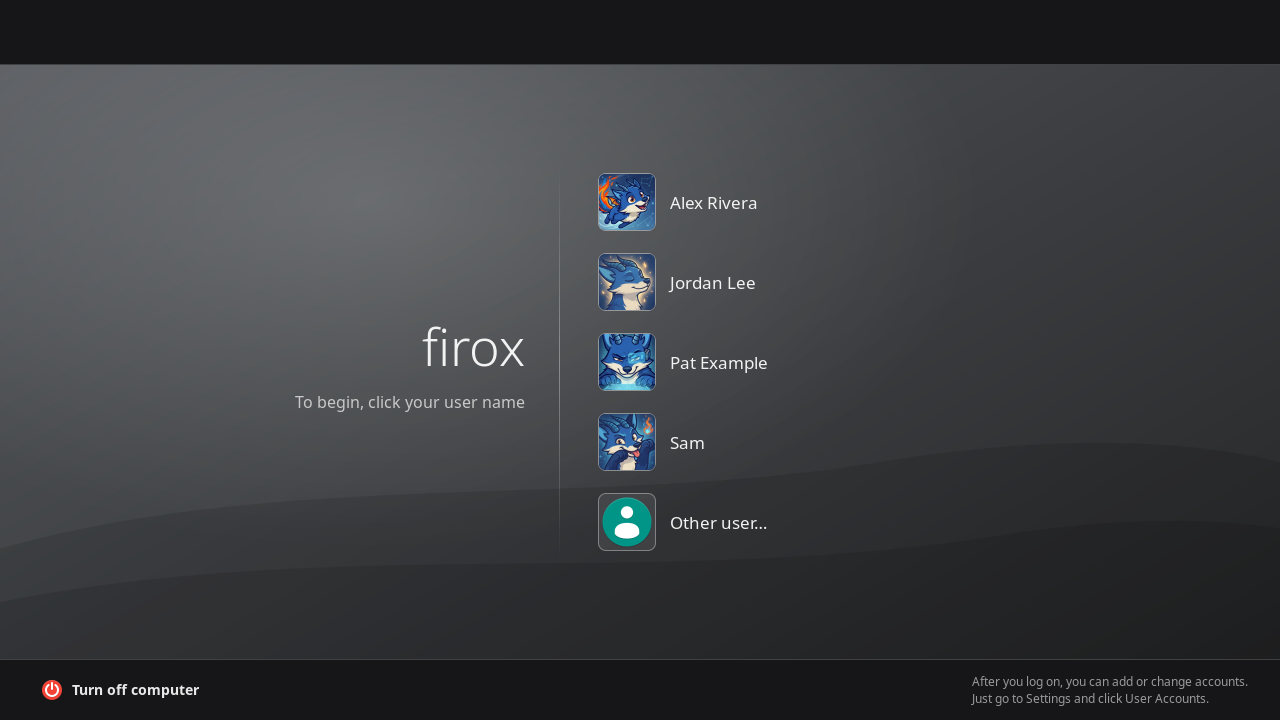 firox
To begin, click your user name
Alex Rivera
Jordan Lee
Pat Example
Sam
Other user...
Turn off computer
After you log on, you can add or change accounts.
Just go to Settings and click User Accounts.